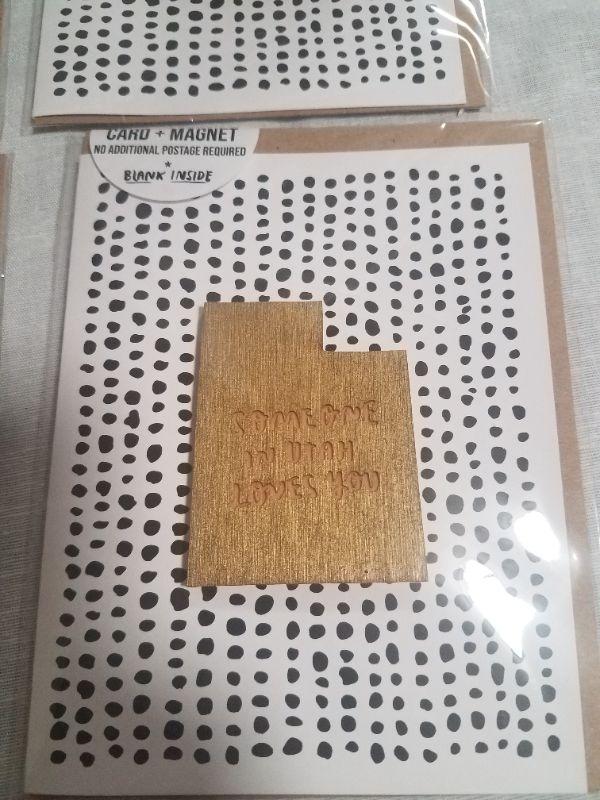 CARD + MAGNET
NO ADDITIONAL POSTAGE REQUIRED
*
BLANK INSIDE
SOMEONE
IN UTAH
LOVES YOU